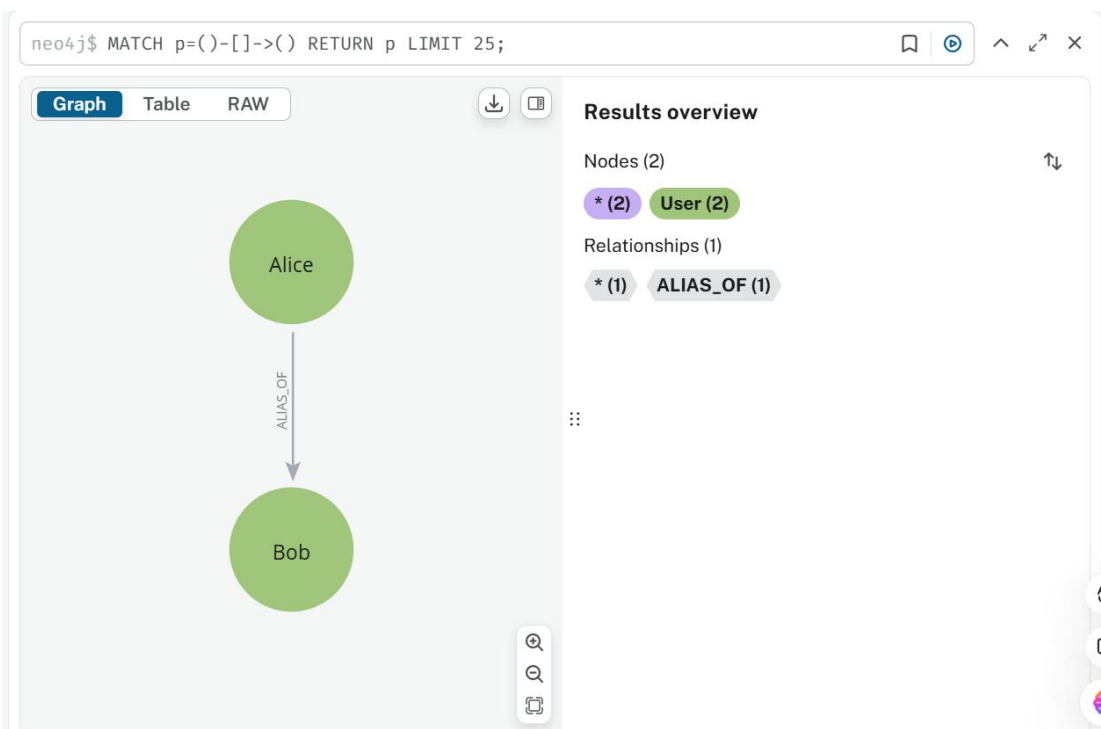 neo4j$ MATCH p=()-[]->() RETURN p LIMIT 25;
Graph Table RAW
Results overview
Nodes (2)
* (2) User (2)
Relationships (1)
* (1) ALIAS_OF (1)
Alice
ALIAS_OF
Bob